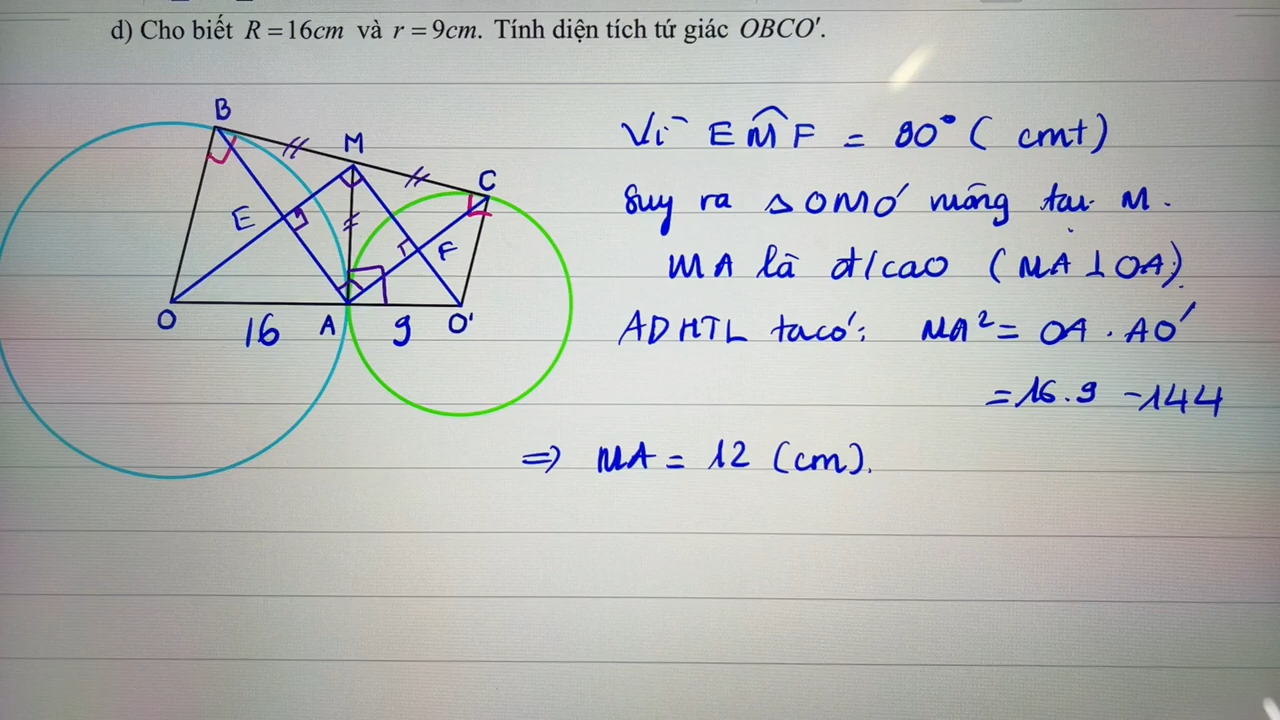 d) Cho biết R = 16cm và r = 9cm. Tính diện tích tứ giác OBCO'.
B
M
C
E
F
O
16
A
9
O'
Vì EMF = 90° ( cmt)
Suy ra △OMO' vuông tại M.
MA là đ/cao (MA⊥OA).
ADHTL ta có: MA² = OA . AO'
= 16.9 = 144
=> MA = 12 (cm).